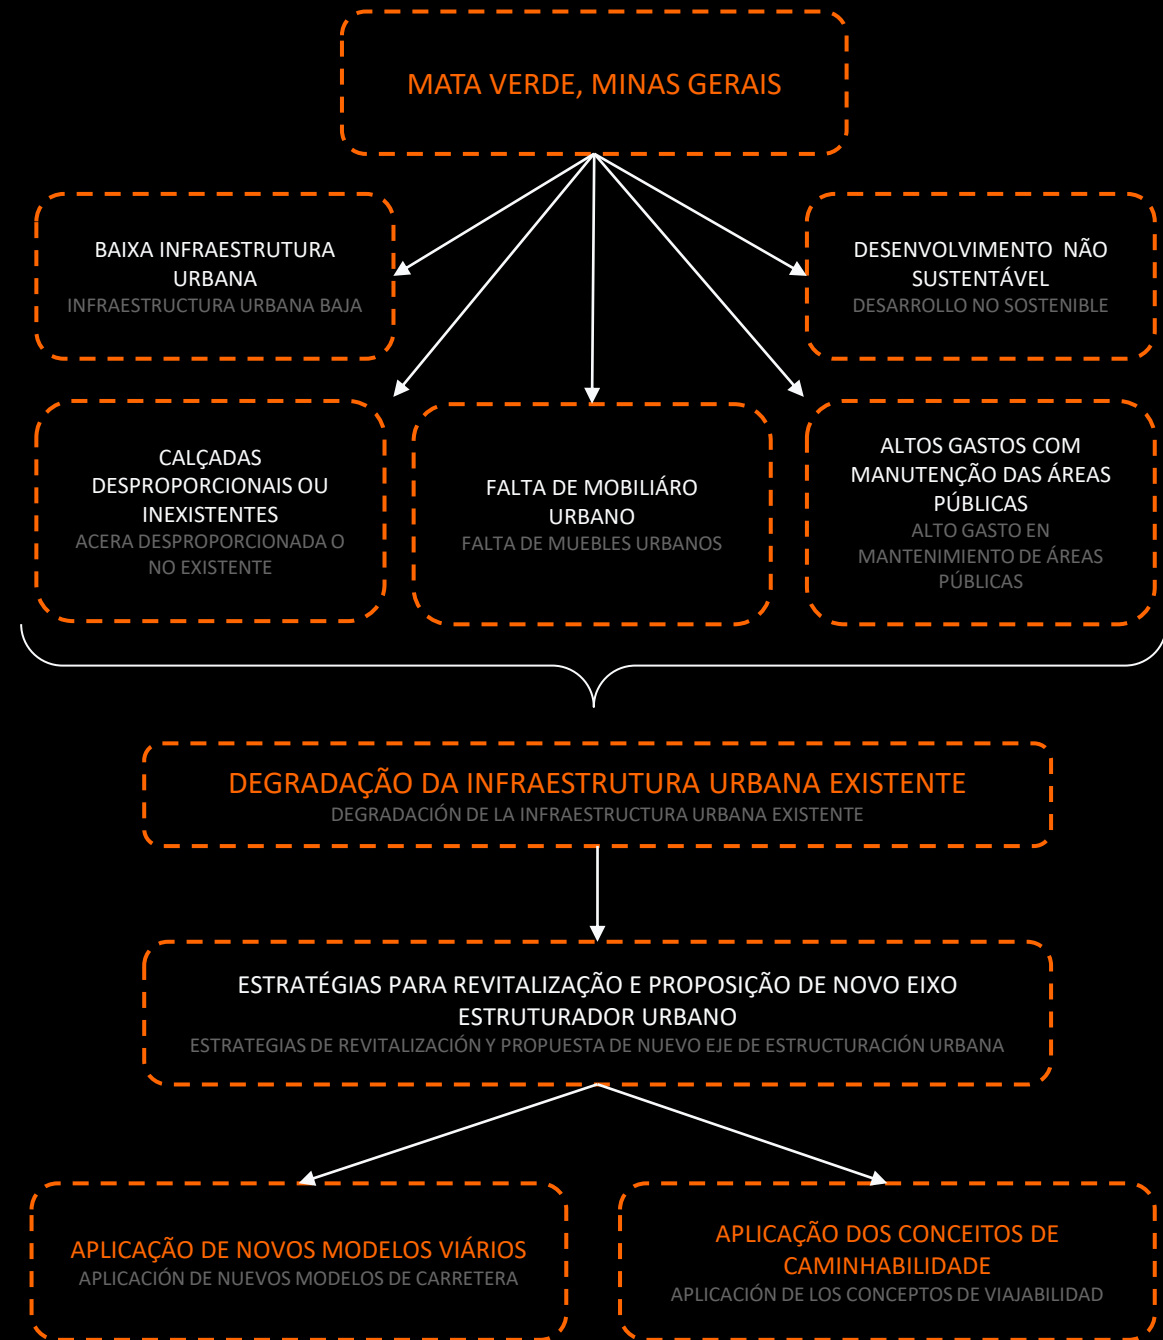 MATA VERDE, MINAS GERAIS
BAIXA INFRAESTRUTURA
URBANA
INFRAESTRUCTURA URBANA BAJA
DESENVOLVIMENTO NÃO
SUSTENTÁVEL
DESARROLLO NO SOSTENIBLE
CALÇADAS
DESPROPORCIONAIS OU
INEXISTENTES
ACERA DESPROPORCIONADA O
NO EXISTENTE
FALTA DE MOBILIÁRO
URBANO
FALTA DE MUEBLES URBANOS
ALTOS GASTOS COM
MANUTENÇÃO DAS ÁREAS
PÚBLICAS
ALTO GASTO EN
MANTENIMIENTO DE ÁREAS
PÚBLICAS
DEGRADAÇÃO DA INFRAESTRUTURA URBANA EXISTENTE
DEGRADACIÓN DE LA INFRAESTRUCTURA URBANA EXISTENTE
ESTRATÉGIAS PARA REVITALIZAÇÃO E PROPOSIÇÃO DE NOVO EIXO
ESTRUTURADOR URBANO
ESTRATEGIAS DE REVITALIZACIÓN Y PROPUESTA DE NUEVO EJE DE ESTRUCTURACIÓN URBANA
APLICAÇÃO DE NOVOS MODELOS VIÁRIOS
APLICACIÓN DE NUEVOS MODELOS DE CARRETERA
APLICAÇÃO DOS CONCEITOS DE
CAMINHABILIDADE
APLICACIÓN DE LOS CONCEPTOS DE VIAJABILIDAD